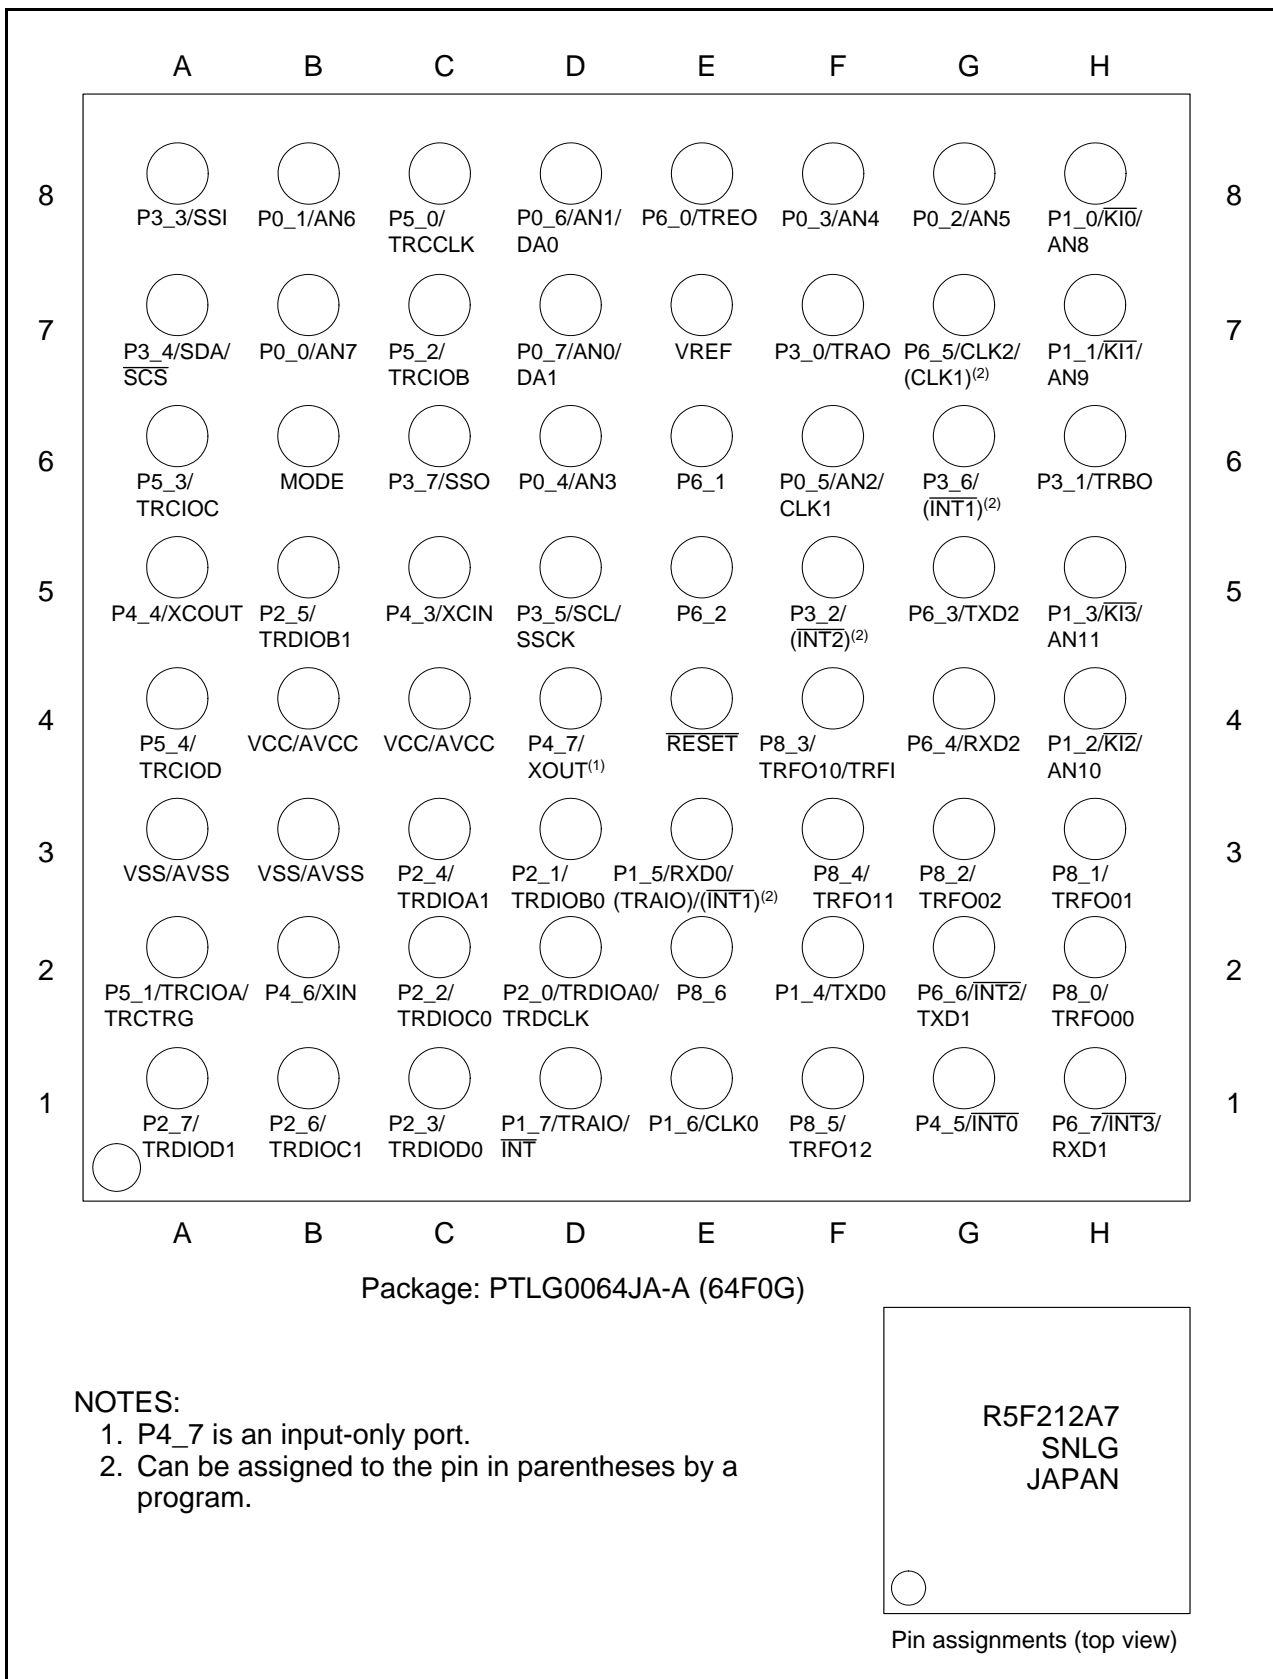 A B C D E F G H
8 P3_3/SSI P0_1/AN6 P5_0/ P0_6/AN1/ P6_0/TREO P0_3/AN4 P0_2/AN5 P1_0/KI0/ 8
TRCCLK DA0 AN8
7 P3_4/SDA/ P0_0/AN7 P5_2/ P0_7/AN0/ VREF P3_0/TRAO P6_5/CLK2/ P1_1/KI1/ 7
SCS TRCIOB DA1 (CLK1)(2) AN9
6 P5_3/ MODE P3_7/SSO P0_4/AN3 P6_1 P0_5/AN2/ P3_6/ P3_1/TRBO 6
TRCIOC CLK1 (INT1)(2)
5 P4_4/XCOUT P2_5/ P4_3/XCIN P3_5/SCL/ P6_2 P3_2/ P6_3/TXD2 P1_3/KI3/ 5
TRDIOB1 SSCK (INT2)(2) AN11
4 P5_4/ VCC/AVCC VCC/AVCC P4_7/ RESET P8_3/ P6_4/RXD2 P1_2/KI2/ 4
TRCIOD XOUT(1) TRFO10/TRFI AN10
3 VSS/AVSS VSS/AVSS P2_4/ P2_1/ P1_5/RXD0/ P8_4/ P8_2/ P8_1/ 3
TRDIOA1 TRDIOB0 (TRAIO)/(INT1)(2) TRFO11 TRFO02 TRFO01
2 P5_1/TRCIOA/ P4_6/XIN P2_2/ P2_0/TRDIOA0/ P8_6 P1_4/TXD0 P6_6/INT2/ P8_0/ 2
TRCTRG TRDIOC0 TRDCLK TXD1 TRFO00
1 P2_7/ P2_6/ P2_3/ P1_7/TRAIO/ P1_6/CLK0 P8_5/ P4_5/INT0 P6_7/INT3/ 1
TRDIOD1 TRDIOC1 TRDIOD0 INT TRFO12 RXD1
A B C D E F G H
Package: PTLG0064JA-A (64F0G)
NOTES:
1. P4_7 is an input-only port.
2. Can be assigned to the pin in parentheses by a
program.
R5F212A7
SNLG
JAPAN
Pin assignments (top view)